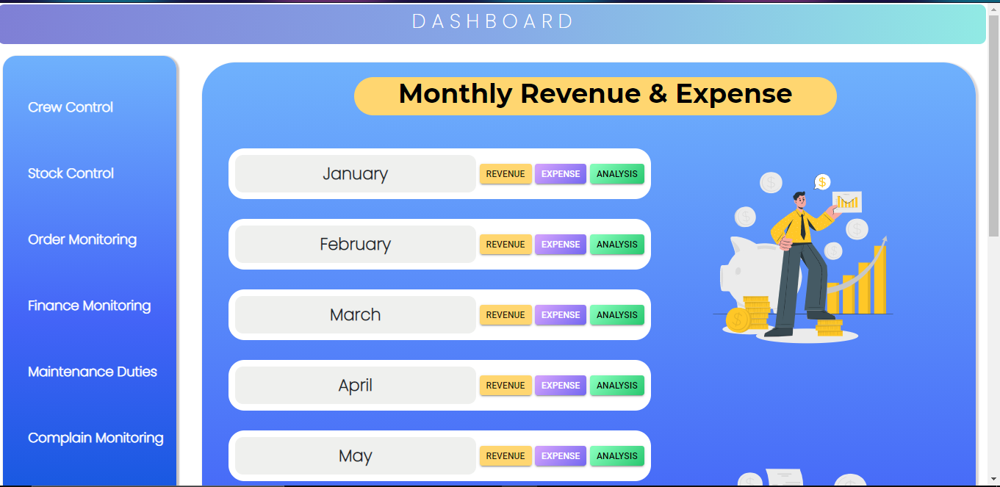 DASHBOARD
Crew Control
Stock Control
Order Monitoring
Finance Monitoring
Maintenance Duties
Complain Monitoring
Monthly Revenue & Expense
January REVENUE EXPENSE ANALYSIS
February REVENUE EXPENSE ANALYSIS
March REVENUE EXPENSE ANALYSIS
April REVENUE EXPENSE ANALYSIS
May REVENUE EXPENSE ANALYSIS